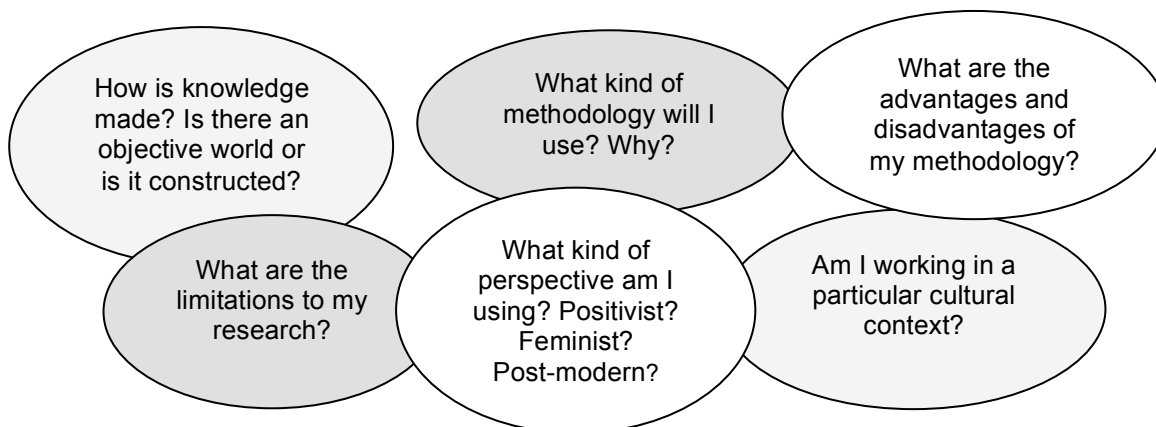 How is knowledge
made? Is there an
objective world or
is it constructed?
What kind of
methodology will I
use? Why?
What are the
advantages and
disadvantages of
my methodology?
What are the
limitations to my
research?
What kind of
perspective am I
using? Positivist?
Feminist?
Post-modern?
Am I working in a
particular cultural
context?